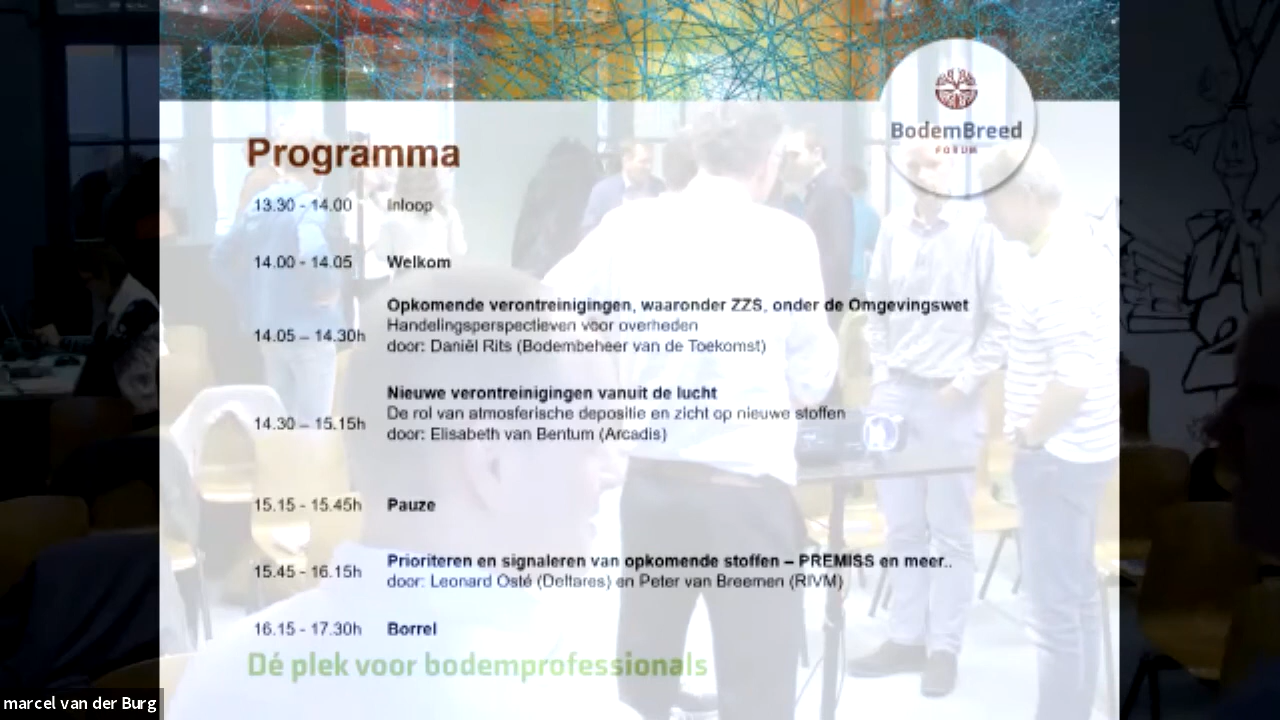 BodemBreed
FORUM
Programma
13.30 - 14.00 Inloop
14.00 - 14.05 Welkom
Opkomende verontreinigingen, waaronder ZZS, onder de Omgevingswet
14.05 – 14.30h Handelingsperspectieven voor overheden
door: Daniël Rits (Bodembeheer van de Toekomst)
Nieuwe verontreinigingen vanuit de lucht
14.30 – 15.15h De rol van atmosferische depositie en zicht op nieuwe stoffen
door: Elisabeth van Bentum (Arcadis)
15.15 - 15.45h Pauze
Prioriteren en signaleren van opkomende stoffen – PREMISS en meer..
15.45 - 16.15h door: Leonard Osté (Deltares) en Peter van Breemen (RIVM)
16.15 - 17.30h Borrel
Dé plek voor bodemprofessionals
marcel van der Burg